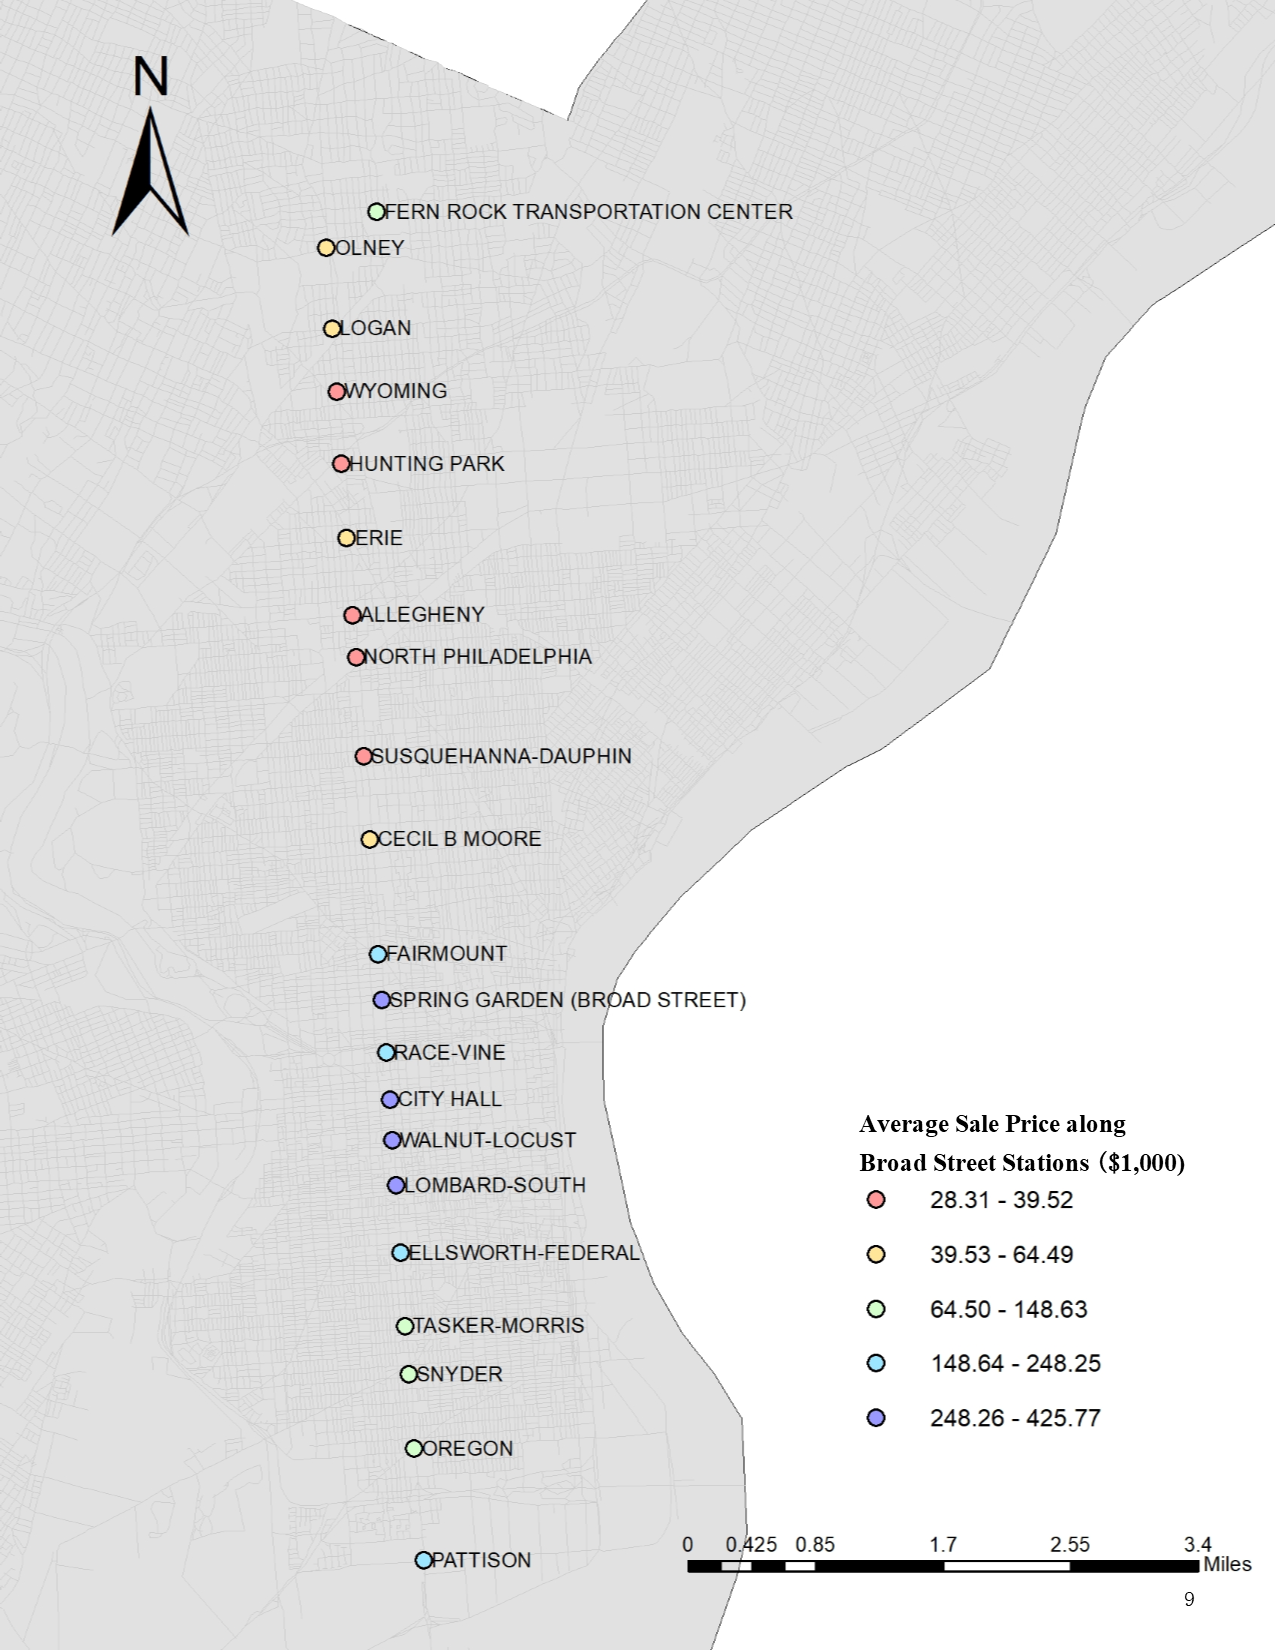 N
FERN ROCK TRANSPORTATION CENTER
OLNEY
LOGAN
WYOMING
HUNTING PARK
ERIE
ALLEGHENY
NORTH PHILADELPHIA
SUSQUEHANNA-DAUPHIN
CECIL B MOORE
FAIRMOUNT
SPRING GARDEN (BROAD STREET)
RACE-VINE
CITY HALL
WALNUT-LOCUST
LOMBARD-SOUTH
ELLSWORTH-FEDERAL
TASKER-MORRIS
SNYDER
OREGON
PATTISON
Average Sale Price along
Broad Street Stations ($1,000)
28.31 - 39.52
39.53 - 64.49
64.50 - 148.63
148.64 - 248.25
248.26 - 425.77
0 0.425 0.85 1.7 2.55 3.4
Miles
9